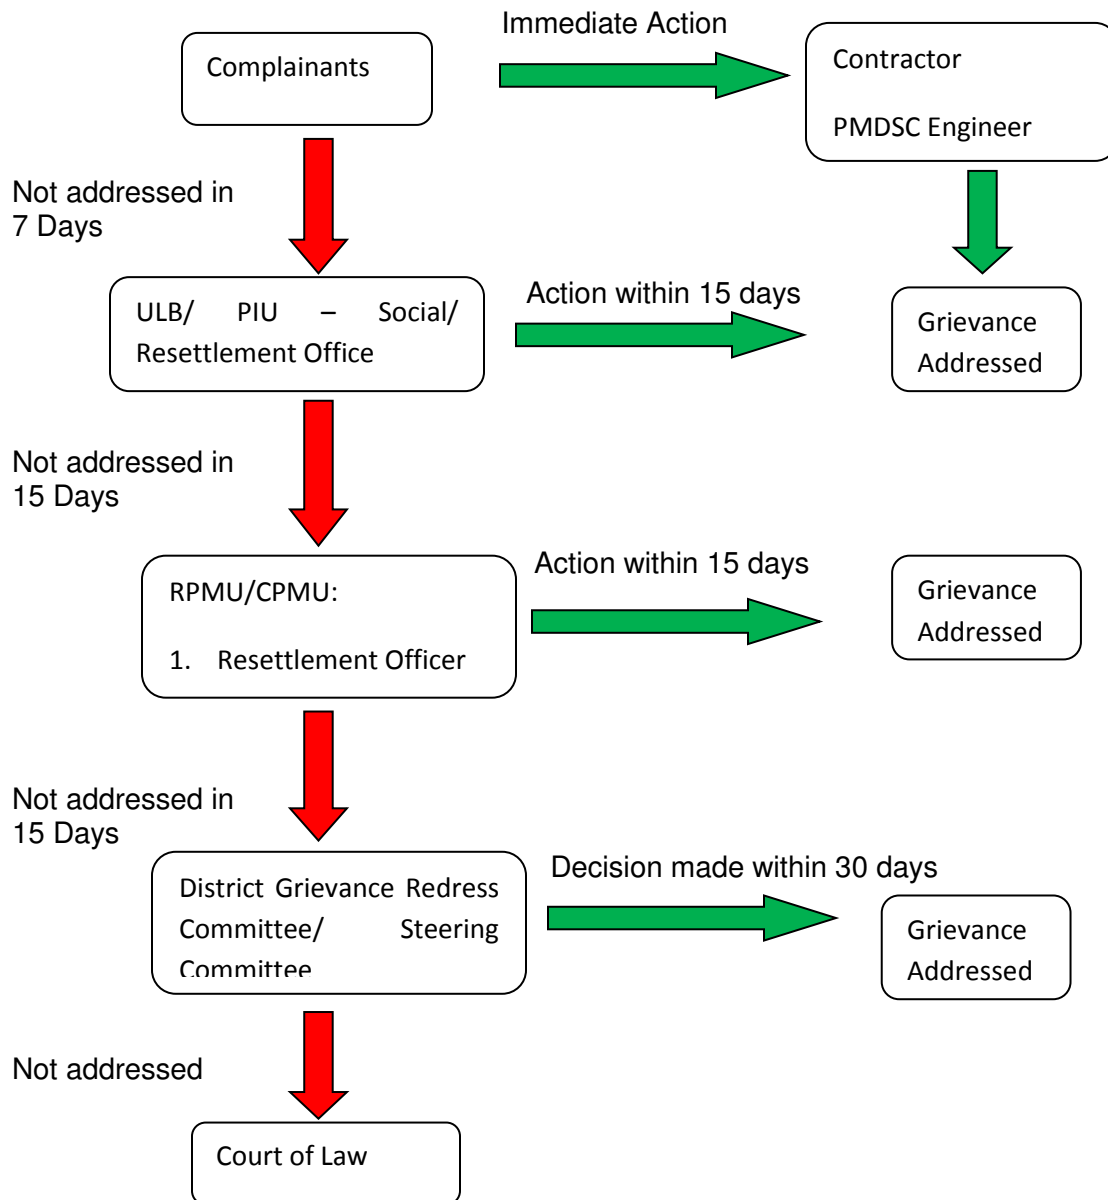 Immediate Action
Complainants
Contractor
PMDSC Engineer
Not addressed in
7 Days
ULB/ PIU – Social/
Resettlement Office
Action within 15 days
Grievance
Addressed
Not addressed in
15 Days
RPMU/CPMU:
1. Resettlement Officer
Action within 15 days
Grievance
Addressed
Not addressed in
15 Days
District Grievance Redress
Committee/ Steering
Committee
Decision made within 30 days
Grievance
Addressed
Not addressed
Court of Law